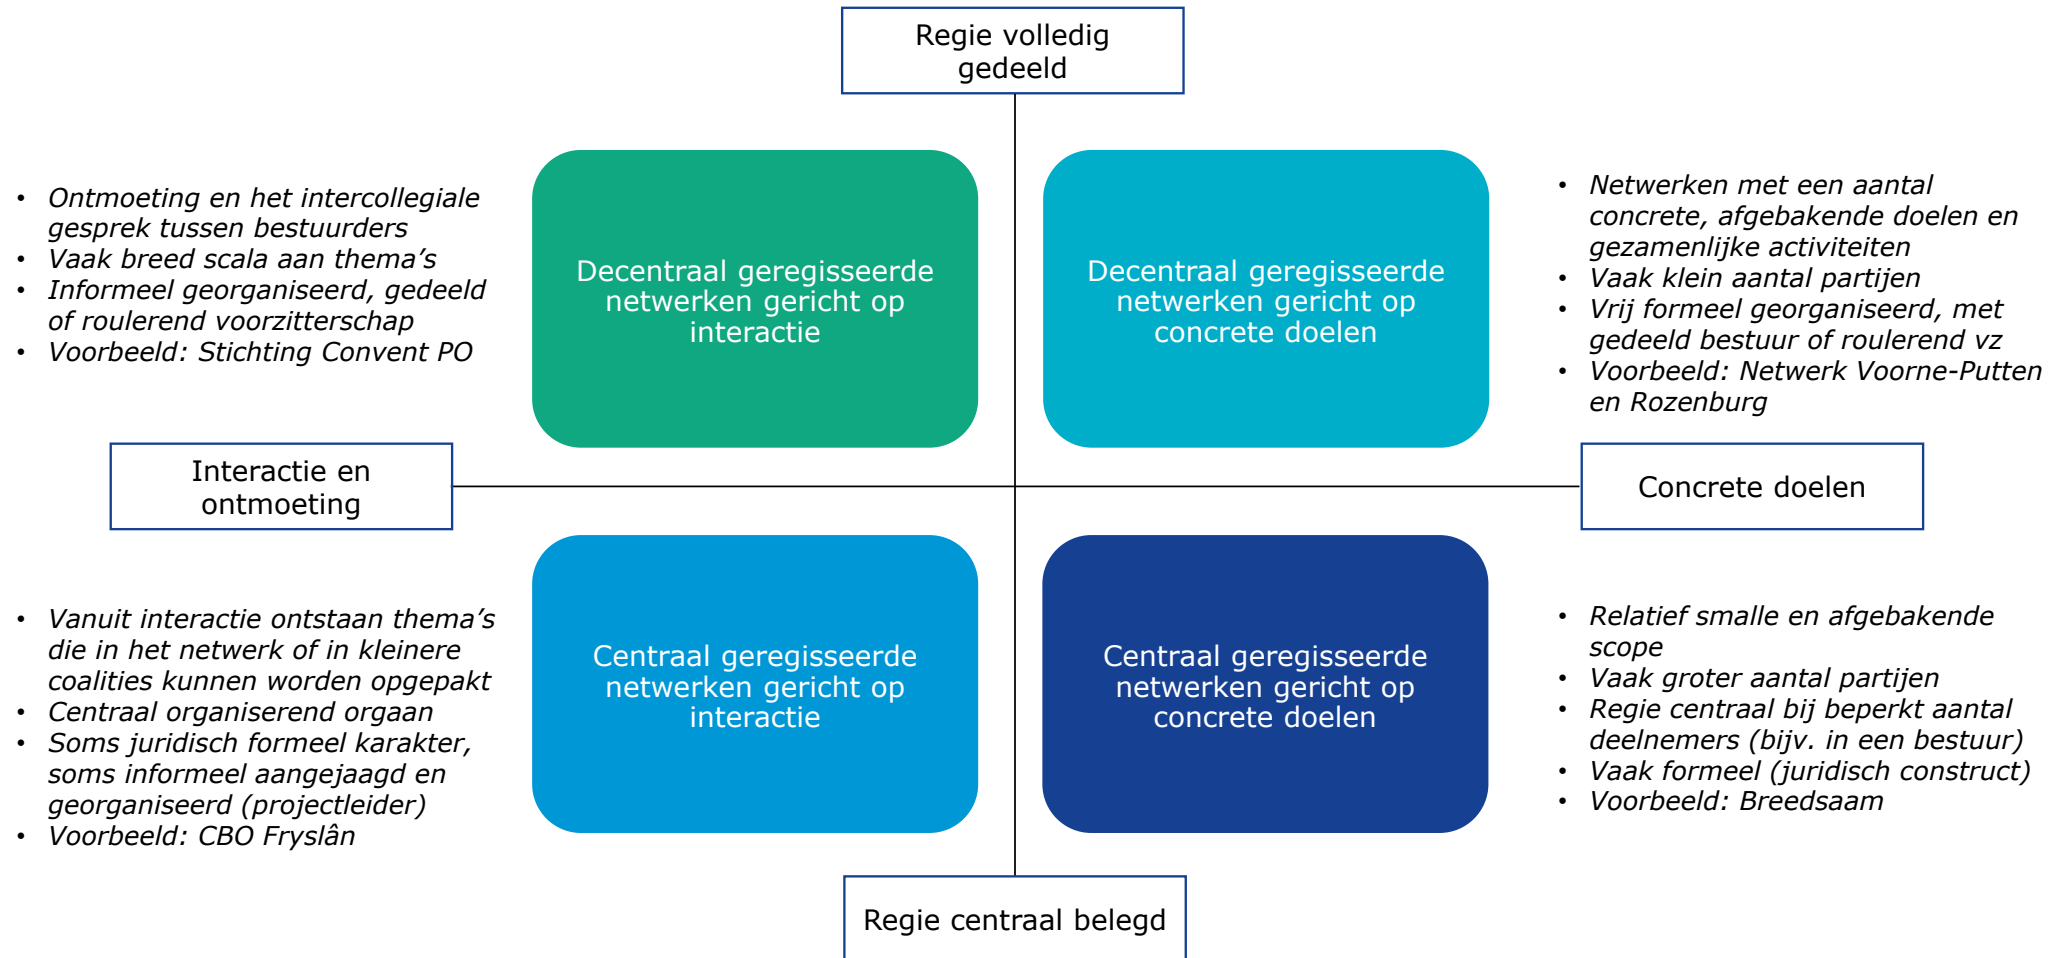 Regie volledig
gedeeld
• Ontmoeting en het intercollegiale
gesprek tussen bestuurders
• Vaak breed scala aan thema’s
• Informeel georganiseerd, gedeeld
of roulerend voorzitterschap
• Voorbeeld: Stichting Convent PO
Decentraal geregisseerde
netwerken gericht op
interactie
Decentraal geregisseerde
netwerken gericht op
concrete doelen
• Netwerken met een aantal
concrete, afgebakende doelen en
gezamenlijke activiteiten
• Vaak klein aantal partijen
• Vrij formeel georganiseerd, met
gedeeld bestuur of roulerend vz
• Voorbeeld: Netwerk Voorne-Putten
en Rozenburg
Interactie en
ontmoeting
Concrete doelen
• Vanuit interactie ontstaan thema’s
die in het netwerk of in kleinere
coalities kunnen worden opgepakt
• Centraal organiserend orgaan
• Soms juridisch formeel karakter,
soms informeel aangejaagd en
georganiseerd (projectleider)
• Voorbeeld: CBO Fryslân
Centraal geregisseerde
netwerken gericht op
interactie
Centraal geregisseerde
netwerken gericht op
concrete doelen
• Relatief smalle en afgebakende
scope
• Vaak groter aantal partijen
• Regie centraal bij beperkt aantal
deelnemers (bijv. in een bestuur)
• Vaak formeel (juridisch construct)
• Voorbeeld: Breedsaam
Regie centraal belegd